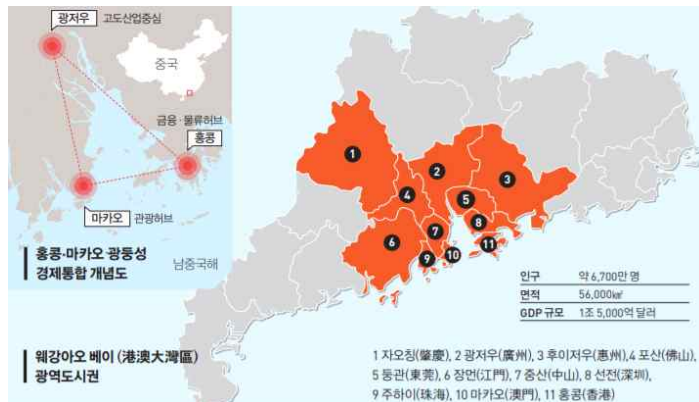 광저우 고도산업중심
중국
금융·물류허브
홍콩
마카오 관광허브
홍콩·마카오 광둥성
경제통합 개념도
남중국해
1
2
3
4
5
6
7
8
9
10
11
인구 약 6,700만 명
면적 56,000㎢
GDP 규모 1조 5,000억 달러
웨강아오 베이 (港澳大灣區)
광역도시권
1 자오칭(肇慶), 2 광저우(廣州), 3 후이저우(惠州),4 포산(佛山),
5 둥관(東莞), 6 장먼(江門), 7 중산(中山), 8 선전(深圳),
9 주하이(珠海), 10 마카오(澳門), 11 홍콩(香港)